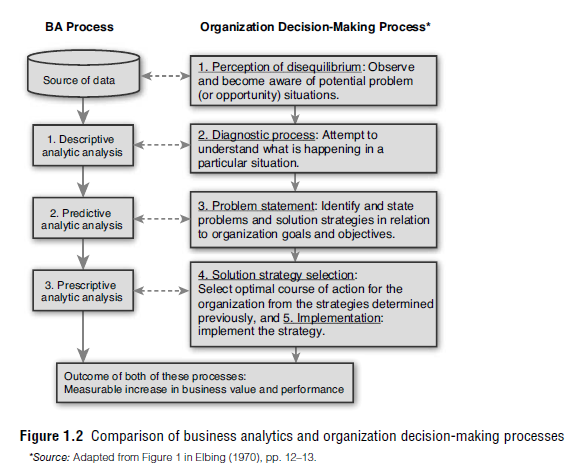 BA Process
Organization Decision-Making Process*
Source of data
1. Perception of disequilibrium: Observe
and become aware of potential problem
(or opportunity) situations.
1. Descriptive
analytic analysis
2. Diagnostic process: Attempt to
understand what is happening in a
particular situation.
2. Predictive
analytic analysis
3. Problem statement: Identify and state
problems and solution strategies in relation
to organization goals and objectives.
3. Prescriptive
analytic analysis
4. Solution strategy selection:
Select optimal course of action for the
organization from the strategies determined
previously, and 5. Implementation:
implement the strategy.
Outcome of both of these processes:
Measurable increase in business value and performance
Figure 1.2 Comparison of business analytics and organization decision-making processes
*Source: Adapted from Figure 1 in Elbing (1970), pp. 12–13.